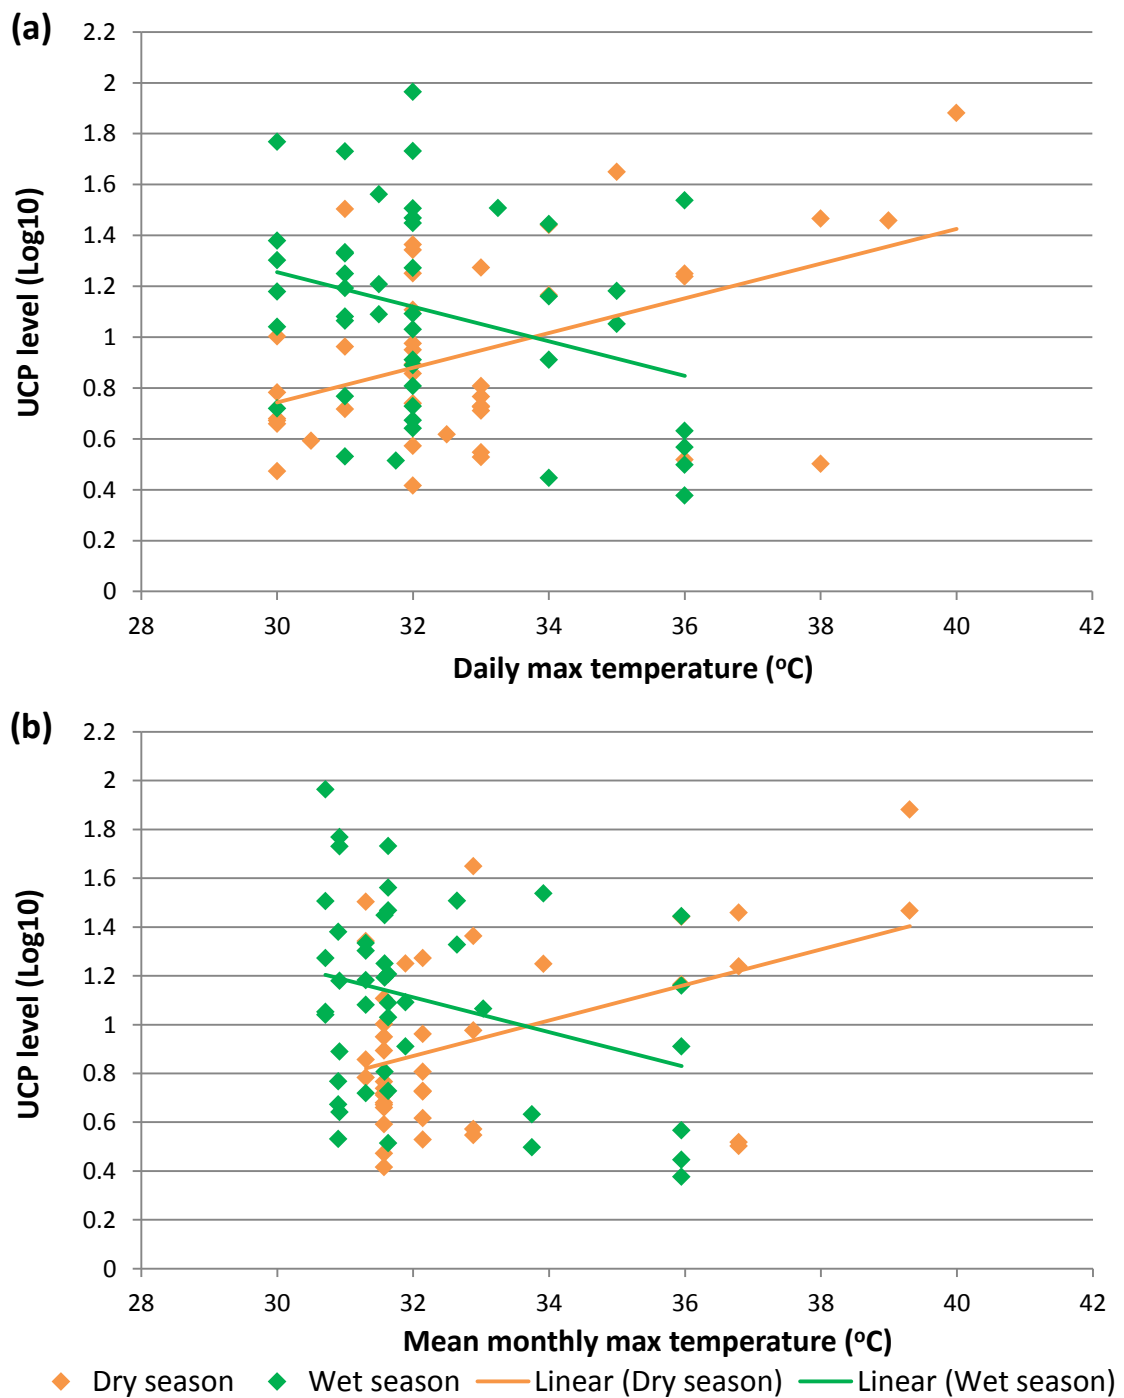 (a)
UCP level (Log10)
2.2
2
1.8
1.6
1.4
1.2
1
0.8
0.6
0.4
0.2
0
28 30 32 34 36 38 40 42
Daily max temperature (ºC)
(b)
UCP level (Log10)
2.2
2
1.8
1.6
1.4
1.2
1
0.8
0.6
0.4
0.2
0
28 30 32 34 36 38 40 42
Mean monthly max temperature (ºC)
Dry season Wet season Linear (Dry season) Linear (Wet season)